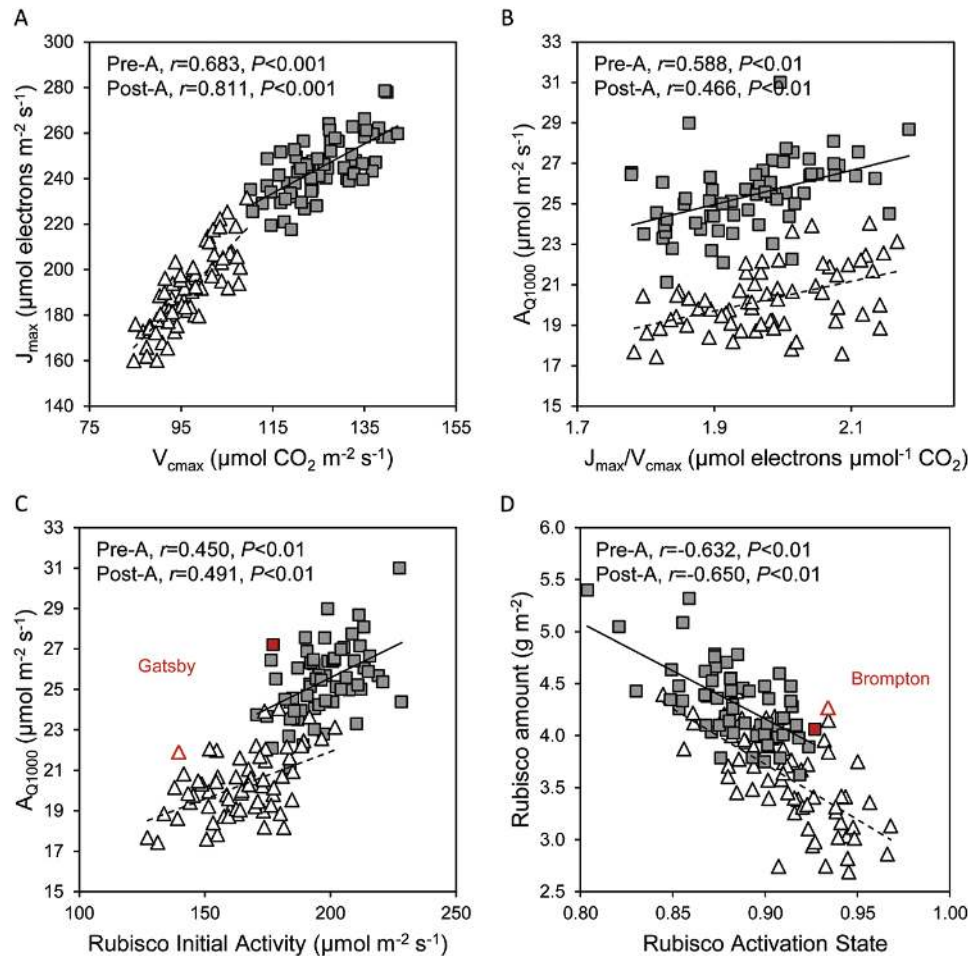 A
Pre-A, r=0.683, P<0.001
Post-A, r=0.811, P<0.001
300
280
260
240
220
200
180
160
140
75
95
115
135
155
Jmax (µmol electrons m-2 s-1)
Vcmax (µmol CO2 m-2 s-1)
B
Pre-A, r=0.588, P<0.01
Post-A, r=0.466, P<0.01
33
31
29
27
25
23
21
19
17
15
1.7
1.9
2.1
AQ1000 (µmol m-2 s-1)
Jmax/Vcmax (µmol electrons µmol-1 CO2)
C
Pre-A, r=0.450, P<0.01
Post-A, r=0.491, P<0.01
Gatsby
33
31
29
27
25
23
21
19
17
15
100
150
200
250
AQ1000 (µmol m-2 s-1)
Rubisco Initial Activity (µmol m-2 s-1)
D
Pre-A, r=-0.632, P<0.01
Post-A, r=-0.650, P<0.01
Brompton
6.0
5.5
5.0
4.5
4.0
3.5
3.0
2.5
0.80
0.85
0.90
0.95
1.00
Rubisco amount (g m-2)
Rubisco Activation State